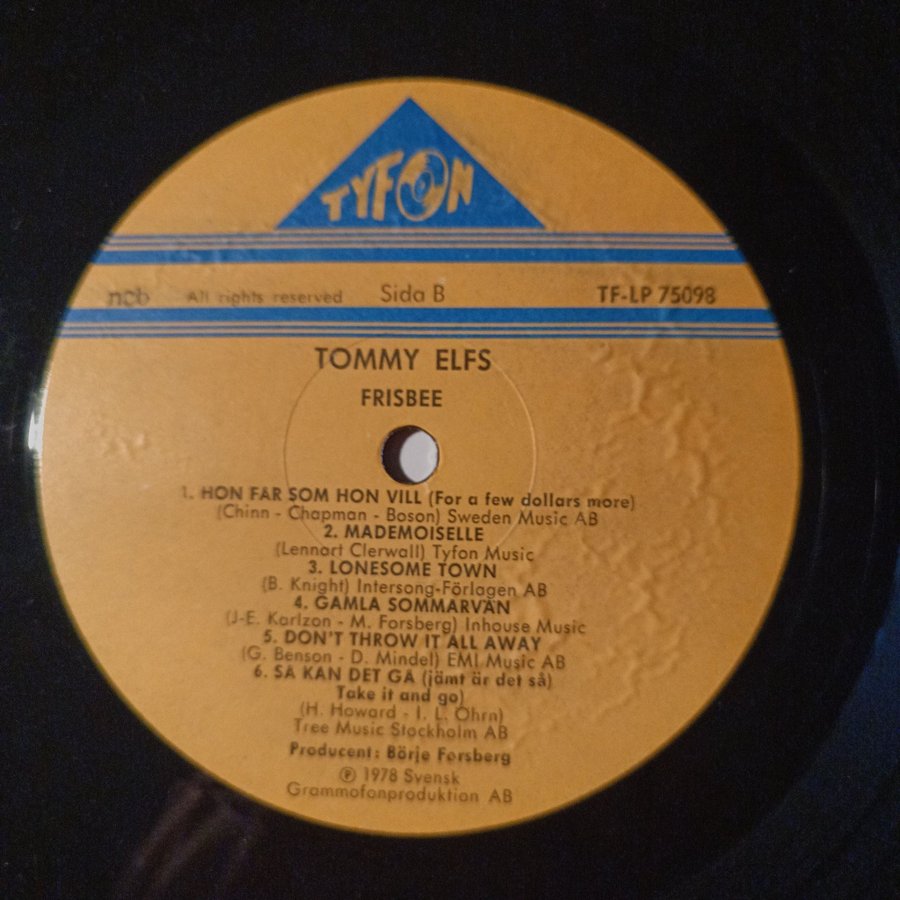 TYFON
ncb All rights reserved Sida B TF-LP 75098
TOMMY ELFS
FRISBEE
1. HON FÅR SOM HON VILL (For a few dollars more)
(Chinn - Chapman - Boson) Sweden Music AB
2. MADEMOISELLE
(Lennart Clerwall) Tyfon Music
3. LONESOME TOWN
(B. Knight) Intersong-Förlagen AB
4. GAMLA SOMMARVÄN
(J-E. Karlzon - M. Forsberg) Inhouse Music
5. DON'T THROW IT ALL AWAY
(G. Benson - D. Mindel) EMI Music AB
6. SÅ KAN DET GÅ (jämt är det så)
Take it and go)
(H. Howard - I. L. Öhrn)
Tree Music Stockholm AB
Producent: Börje Forsberg
℗ 1978 Svensk
Grammofonproduktion AB